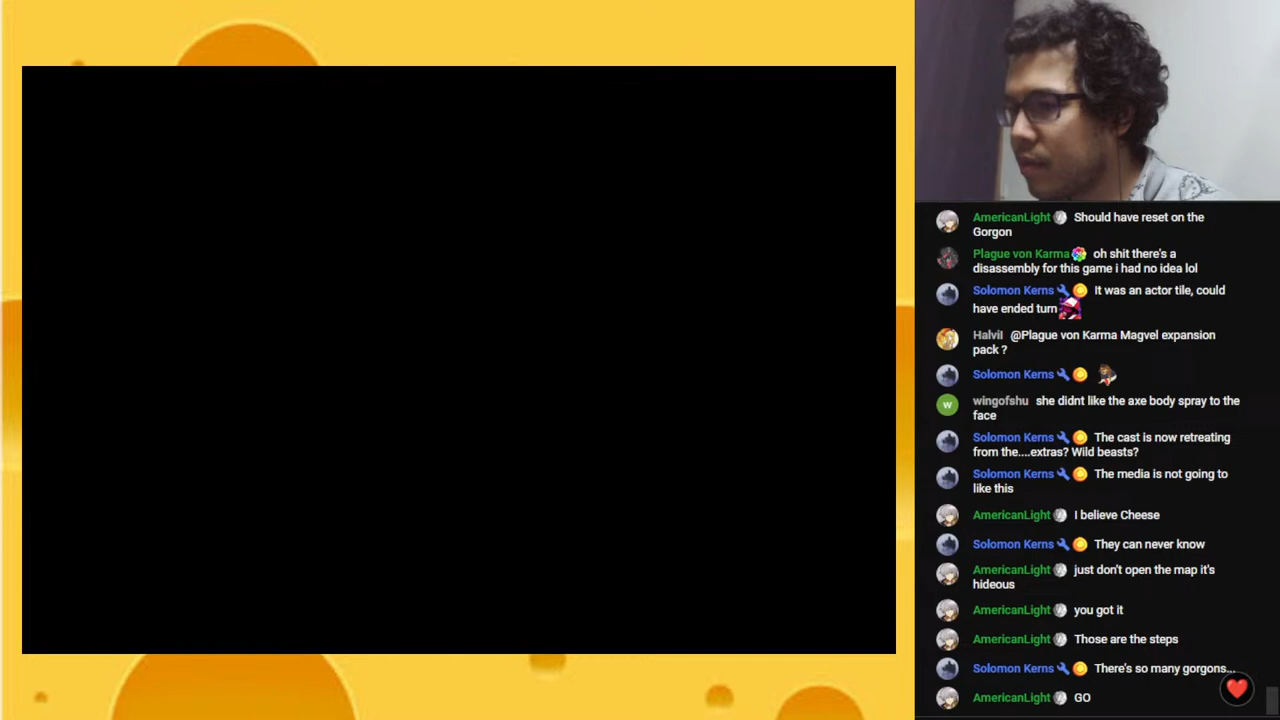 AmericanLight Should have reset on the
Gorgon
Plague von Karma oh shit there's a
disassembly for this game i had no idea lol
Solomon Kerns It was an actor tile, could
have ended turn
Halvil @Plague von Karma Magvel expansion
pack ?
Solomon Kerns
W wingofshu she didnt like the axe body spray to the
face
Solomon Kerns The cast is now retreating
from the....extras? Wild beasts?
Solomon Kerns The media is not going to
like this
AmericanLight I believe Cheese
Solomon Kerns They can never know
AmericanLight just don't open the map it's
hideous
AmericanLight you got it
AmericanLight Those are the steps
Solomon Kerns There's so many gorgons...
AmericanLight GO